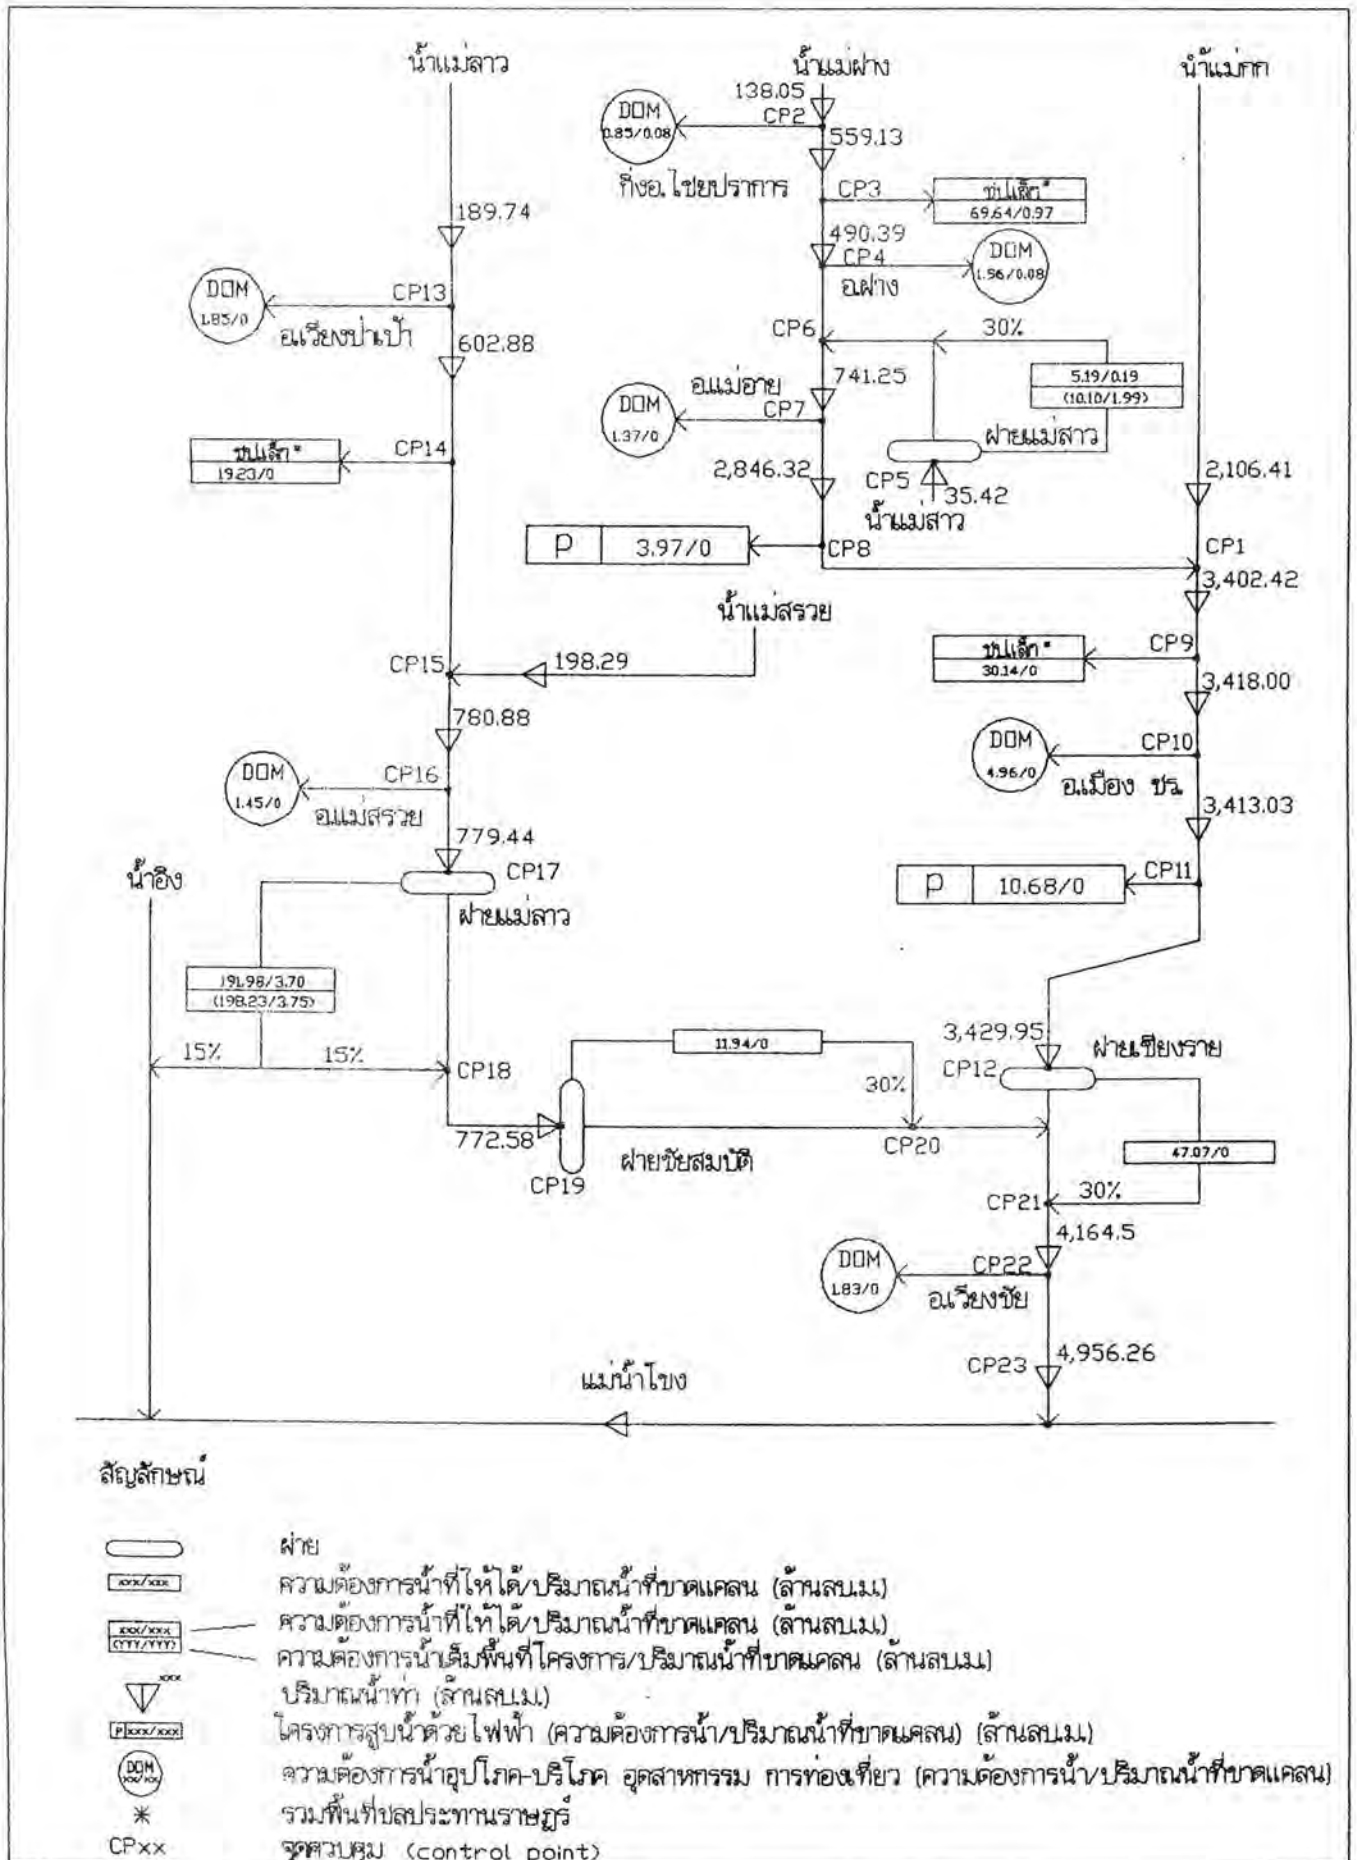 น้ำแม่ลาว
น้ำแม่ฝาง
น้ำแม่กก
138.05
DOM
0.85/0.08
CP2
559.13
กิ่งอ.ไชยปราการ
CP3
ชป.เล็ก*
69.64/0.97
189.74
490.39
CP4
DOM
1.96/0.08
อ.ฝาง
DOM
1.85/0
CP13
อ.เวียงป่าเป้า
602.88
CP6
30%
741.25
5.19/0.19
(10.10/1.99)
อ.แม่อาย
DOM
1.37/0
CP7
ฝายแม่สาว
ชป.เล็ก*
19.23/0
CP14
2,846.32
CP5
35.42
น้ำแม่สาว
2,106.41
P 3.97/0
CP8
CP1
3,402.42
น้ำแม่สรวย
CP15
198.29
ชป.เล็ก*
30.14/0
CP9
3,418.00
780.88
DOM
4.96/0
CP10
อ.เมือง ชร.
DOM
1.45/0
CP16
อ.แม่สรวย
3,413.03
779.44
น้ำอิง
CP17
ฝายแม่ลาว
P 10.68/0
CP11
191.98/3.70
(198.23/3.75)
15%
15%
CP18
11.94/0
3,429.95
ฝายเชียงราย
CP12
30%
772.58
ฝายชัยสมบัติ
CP19
CP20
47.07/0
CP21
30%
4,164.5
DOM
1.83/0
CP22
อ.เวียงชัย
CP23
4,956.26
แม่น้ำโขง
สัญลักษณ์
ฝาย
xxx/xxx ความต้องการน้ำที่ให้ได้/ปริมาณน้ำที่ขาดแคลน (ล้านลบ.ม.)
xxx/xxx ความต้องการน้ำที่ให้ได้/ปริมาณน้ำที่ขาดแคลน (ล้านลบ.ม.)
(YYY/YYY) ความต้องการน้ำเต็มพื้นที่โครงการ/ปริมาณน้ำที่ขาดแคลน (ล้านลบ.ม.)
xxx ปริมาณน้ำท่า (ล้านลบ.ม.)
P xxx/xxx โครงการสูบน้ำด้วยไฟฟ้า (ความต้องการน้ำ/ปริมาณน้ำที่ขาดแคลน) (ล้านลบ.ม.)
DOM xx/xx ความต้องการน้ำอุปโภค-บริโภค อุตสาหกรรม การท่องเที่ยว (ความต้องการน้ำ/ปริมาณน้ำที่ขาดแคลน)
* รวมพื้นที่ชลประทานราษฎร์
CPxx จุดควบคุม (control point)